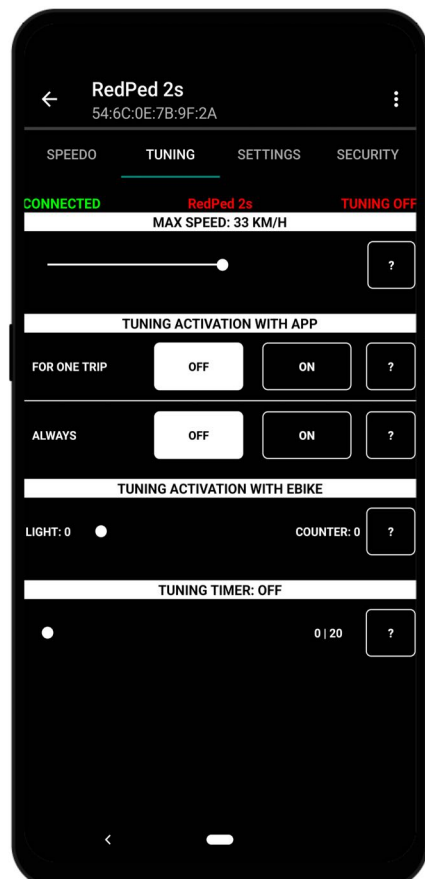 RedPed 2s
54:6C:0E:7B:9F:2A
SPEEDO TUNING SETTINGS SECURITY
CONNECTED RedPed 2s TUNING OFF
MAX SPEED: 33 KM/H
?
TUNING ACTIVATION WITH APP
FOR ONE TRIP OFF ON ?
ALWAYS OFF ON ?
TUNING ACTIVATION WITH EBIKE
LIGHT: 0 COUNTER: 0 ?
TUNING TIMER: OFF
0 | 20 ?